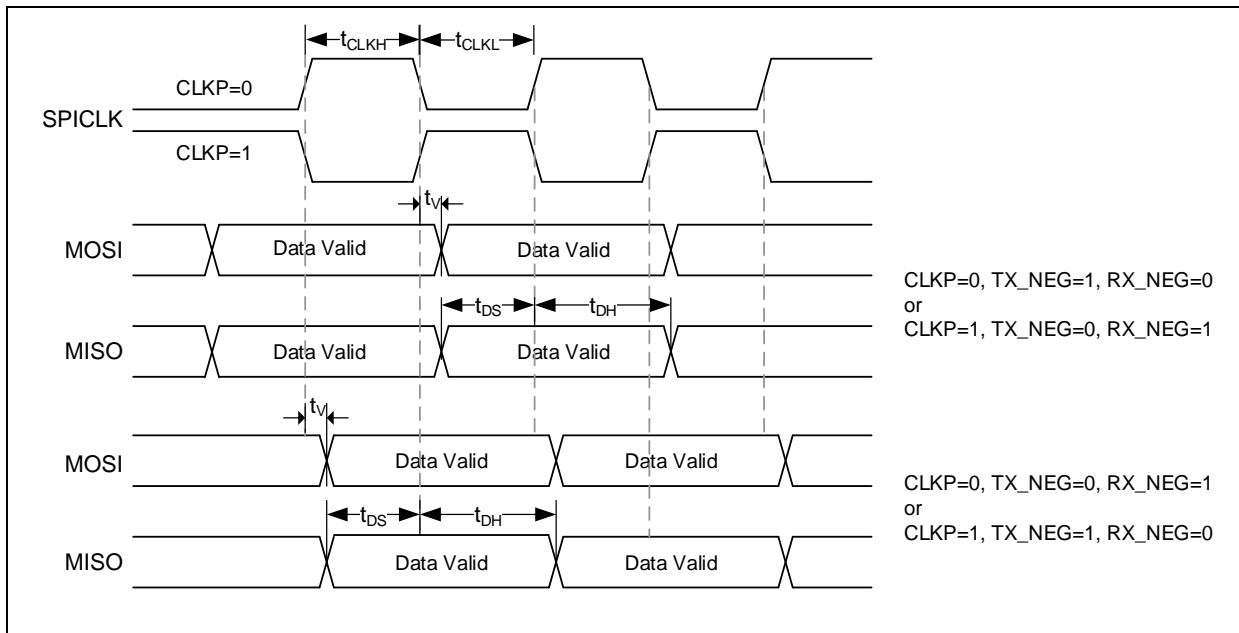 tCLKH
tCLKL
CLKP=0
SPICLK
CLKP=1
tV
MOSI
Data Valid
Data Valid
tDS
tDH
MISO
Data Valid
Data Valid
CLKP=0, TX_NEG=1, RX_NEG=0
or
CLKP=1, TX_NEG=0, RX_NEG=1
tV
MOSI
Data Valid
Data Valid
tDS
tDH
MISO
Data Valid
Data Valid
CLKP=0, TX_NEG=0, RX_NEG=1
or
CLKP=1, TX_NEG=1, RX_NEG=0